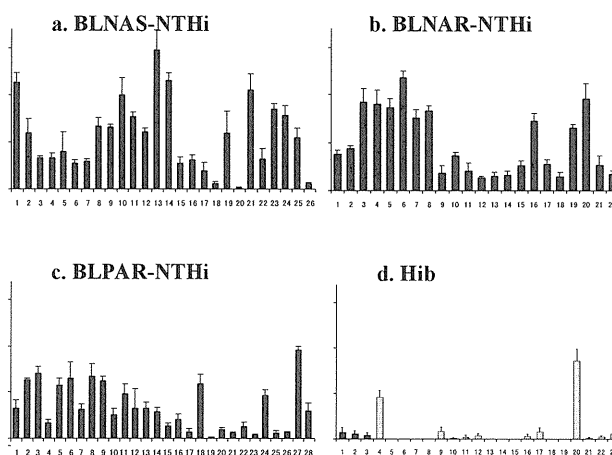 a. BLNAS-NTHi
1 2 3 4 5 6 7 8 9 10 11 12 13 14 15 16 17 18 19 20 21 22 23 24 25 26
b. BLNAR-NTHi
1 2 3 4 5 6 7 8 9 10 11 12 13 14 15 16 17 18 19 20 21
c. BLPAR-NTHi
1 2 3 4 5 6 7 8 9 10 11 12 13 14 15 16 17 18 19 20 21 22 23 24 25 26 27 28
d. Hib
1 2 3 4 5 6 7 8 9 10 11 12 13 14 15 16 17 18 19 20 21 22